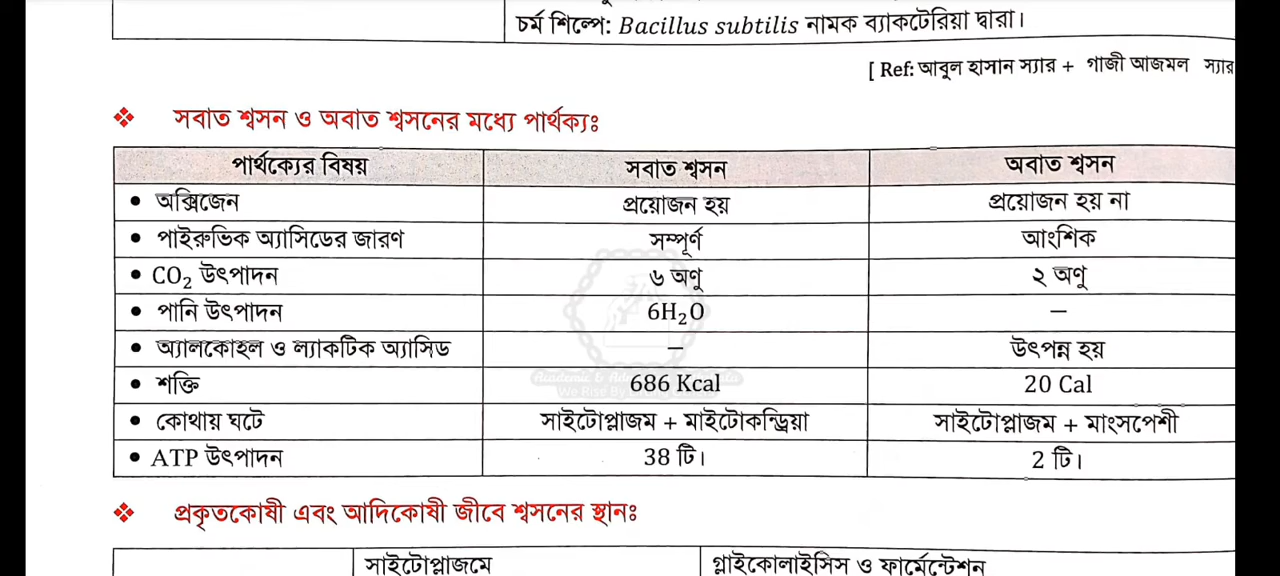 চর্ম শিল্পে: Bacillus subtilis নামক ব্যাকটেরিয়া দ্বারা।
[ Ref: আবুল হাসান স্যার + গাজী আজমল স্যার
❖ সবাত শ্বসন ও অবাত শ্বসনের মধ্যে পার্থক্যঃ
পার্থক্যের বিষয় সবাত শ্বসন অবাত শ্বসন
• অক্সিজেন প্রয়োজন হয় প্রয়োজন হয় না
• পাইরুভিক অ্যাসিডের জারণ সম্পূর্ণ আংশিক
• CO₂ উৎপাদন ৬ অণু ২ অণু
• পানি উৎপাদন 6H₂O –
• অ্যালকোহল ও ল্যাকটিক অ্যাসিড – উৎপন্ন হয়
• শক্তি 686 Kcal 20 Cal
• কোথায় ঘটে সাইটোপ্লাজম + মাইটোকন্ড্রিয়া সাইটোপ্লাজম + মাংসপেশী
• ATP উৎপাদন 38 টি। 2 টি।
❖ প্রকৃতকোষী এবং আদিকোষী জীবে শ্বসনের স্থানঃ
সাইটোপ্লাজমে গ্লাইকোলাইসিস ও ফার্মেন্টেশন